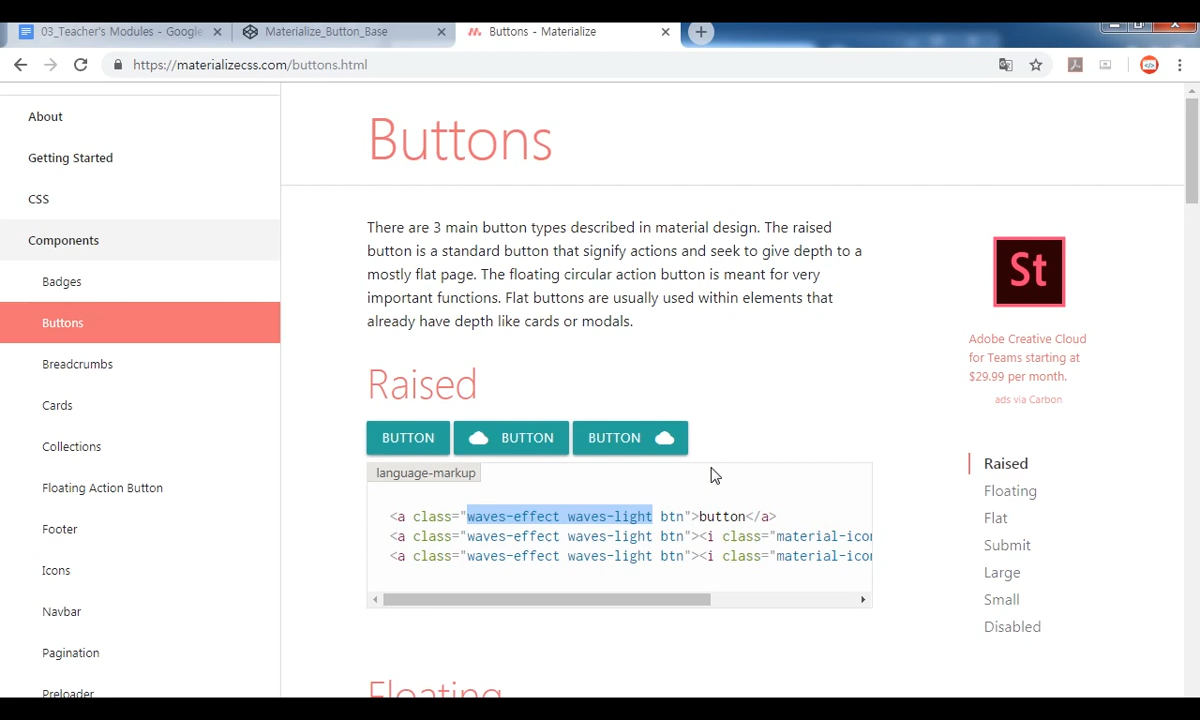 03_Teacher's Modules - Google
Materialize_Button_Base
Buttons - Materialize
https://materializecss.com/buttons.html
About
Getting Started
CSS
Components
Badges
Buttons
Breadcrumbs
Cards
Collections
Floating Action Button
Footer
Icons
Navbar
Pagination
Preloader
Buttons
There are 3 main button types described in material design. The raised
button is a standard button that signify actions and seek to give depth to a
mostly flat page. The floating circular action button is meant for very
important functions. Flat buttons are usually used within elements that
already have depth like cards or modals.
Raised
BUTTON
BUTTON
BUTTON
language-markup
<a class="waves-effect waves-light btn">button</a>
<a class="waves-effect waves-light btn"><i class="material-icon
<a class="waves-effect waves-light btn"><i class="material-icon
Floating
St
Adobe Creative Cloud
for Teams starting at
$29.99 per month.
ads via Carbon
Raised
Floating
Flat
Submit
Large
Small
Disabled